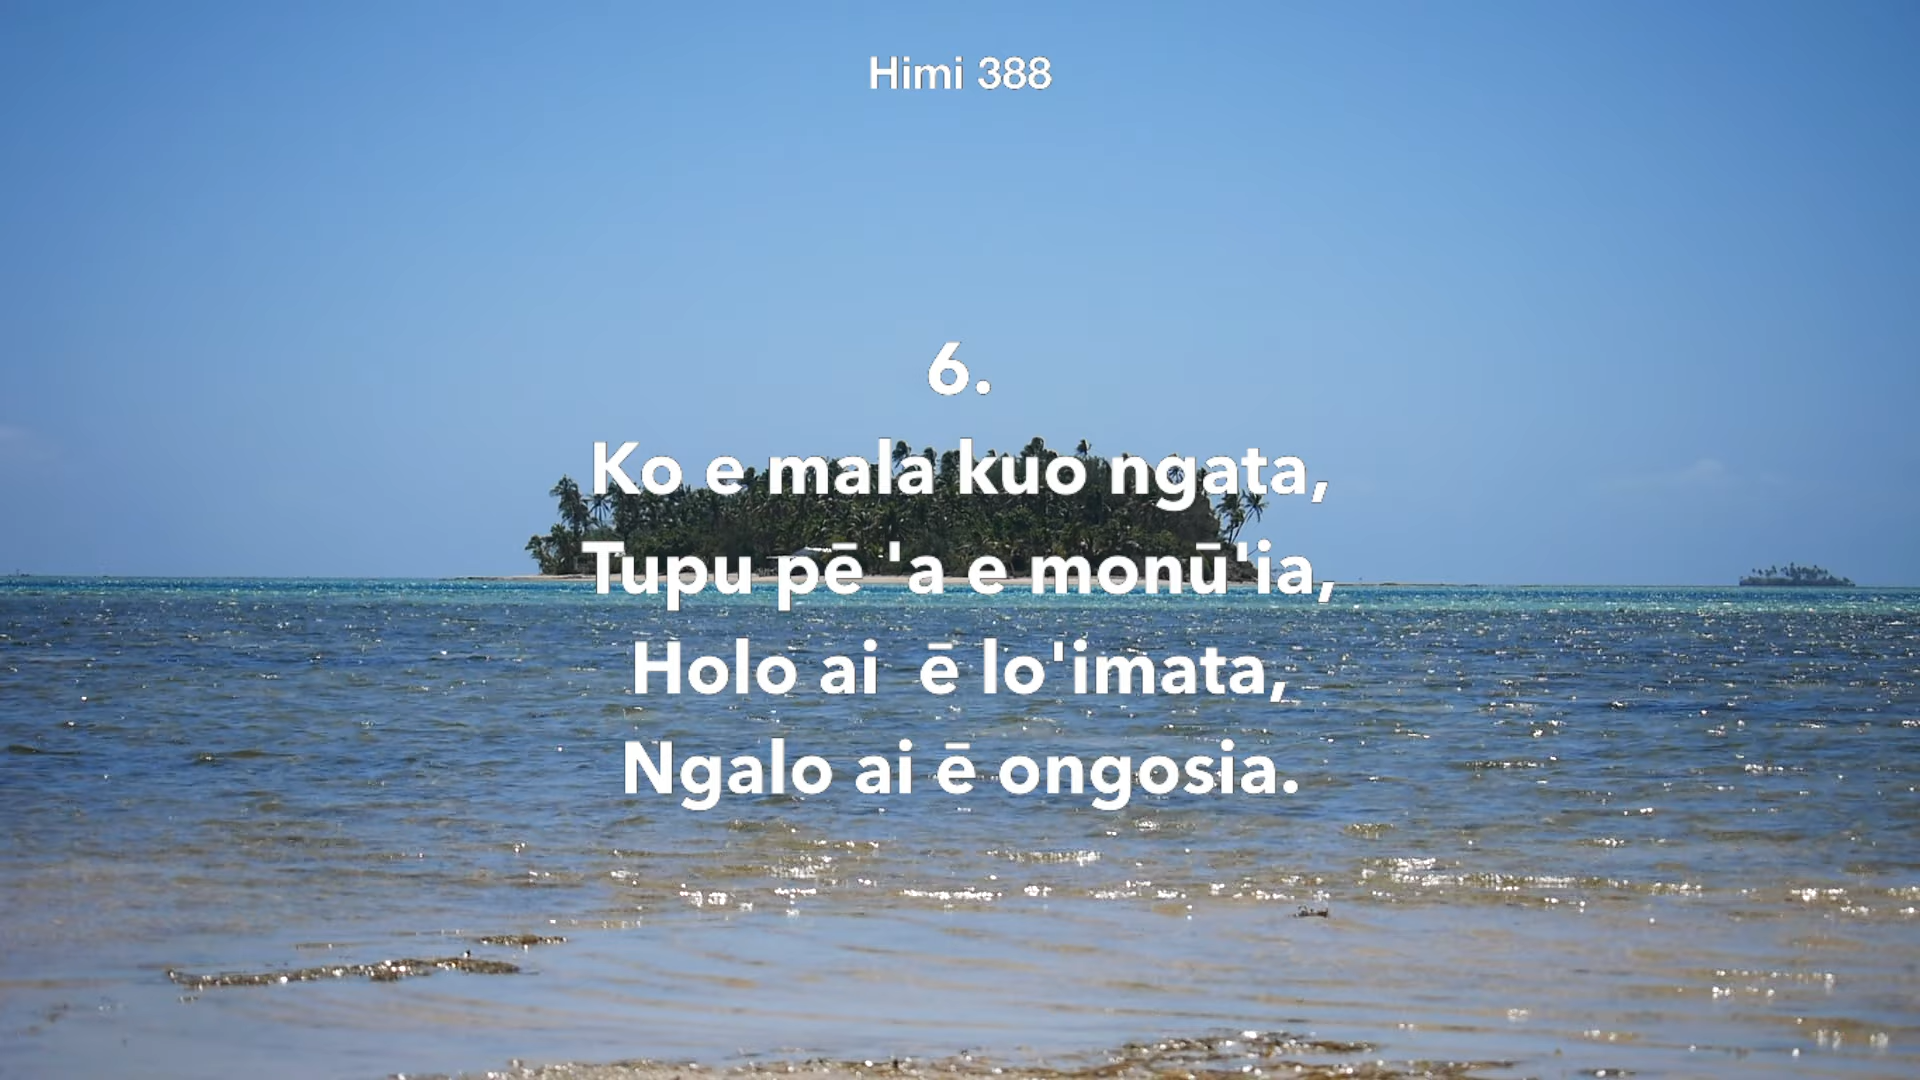 Himi 388
6.
Ko e mala kuo ngata,
Tupu pē 'a e monū'ia,
Holo ai  ē lo'imata,
Ngalo ai ē ongosia.